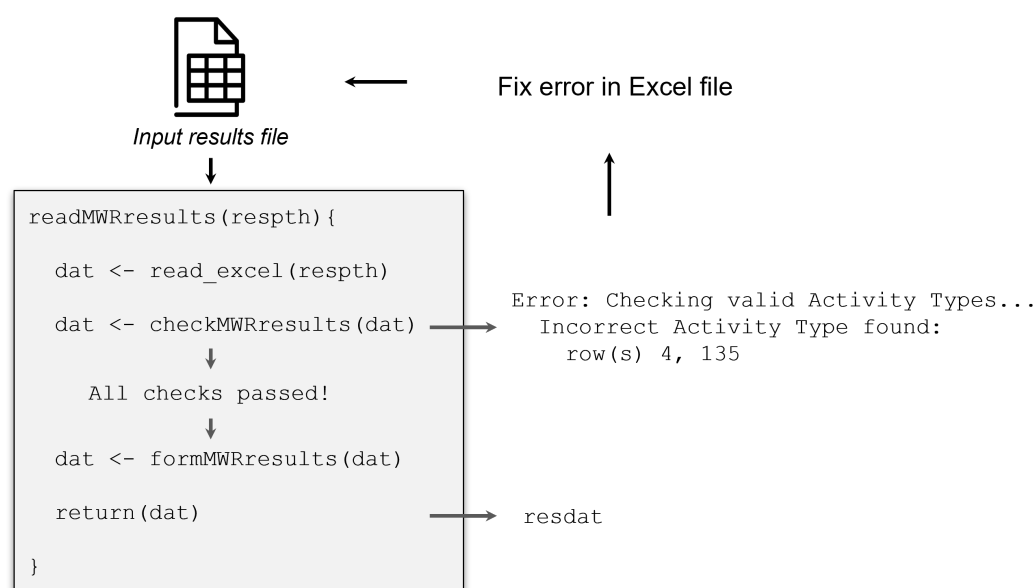 Fix error in Excel file
Input results file
readMWRresults(respth){
dat <- read_excel(respth)
dat <- checkMWRresults(dat)
Error: Checking valid Activity Types...
Incorrect Activity Type found:
row(s) 4, 135
All checks passed!
dat <- formMWRresults(dat)
return(dat)
resdat
}